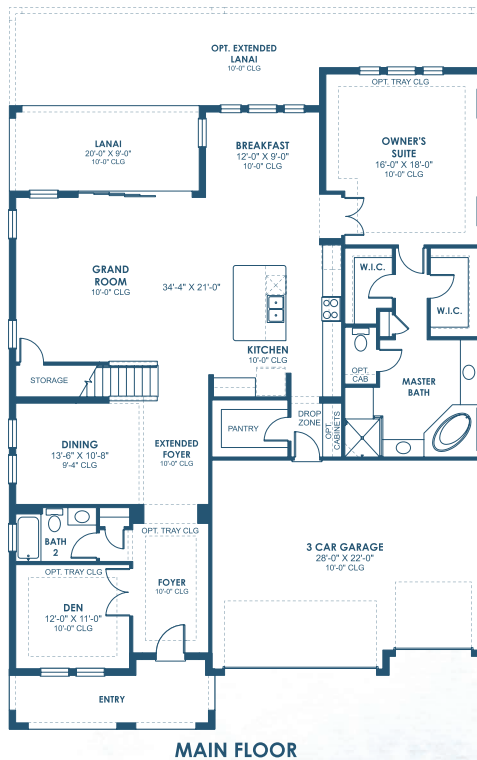 OPT. EXTENDED
LANAI
10'-0" CLG
OPT. TRAY CLG
LANAI
20'-0" X 9'-0"
10'-0" CLG
BREAKFAST
12'-0" X 9'-0"
10'-0" CLG
OWNER'S
SUITE
16'-0" X 18'-0"
10'-0" CLG
GRAND
ROOM
10'-0" CLG
34'-4" X 21'-0"
W.I.C.
W.I.C.
KITCHEN
10'-0" CLG
STORAGE
OPT.
CAB
MASTER
BATH
PANTRY
DROP
ZONE
OPT.
CABINETS
DINING
13'-6" X 10'-8"
9'-4" CLG
EXTENDED
FOYER
10'-0" CLG
OPT. TRAY CLG
BATH
2
OPT. TRAY CLG
DEN
12'-0" X 11'-0"
10'-0" CLG
FOYER
10'-0" CLG
3 CAR GARAGE
28'-0" X 22'-0"
10'-0" CLG
ENTRY
MAIN FLOOR